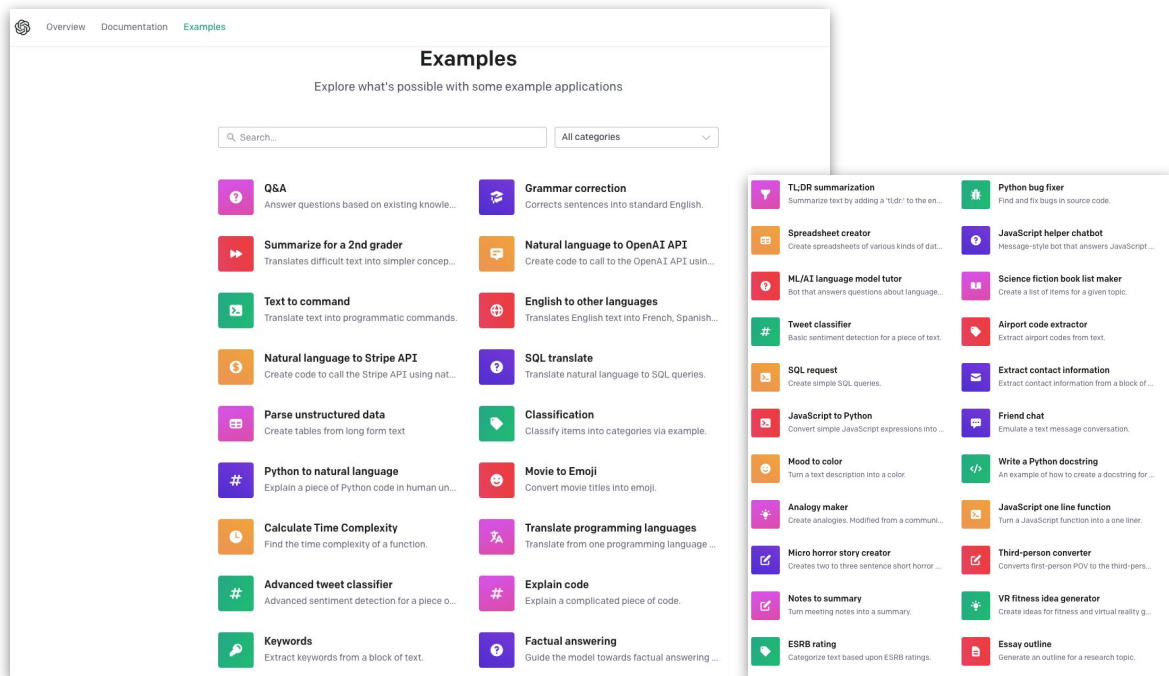 Overview Documentation Examples
Examples
Explore what's possible with some example applications
Search...
All categories
Q&A
Answer questions based on existing knowle...
Grammar correction
Corrects sentences into standard English.
Summarize for a 2nd grader
Translates difficult text into simpler concep...
Natural language to OpenAI API
Create code to call to the OpenAI API usin...
Text to command
Translate text into programmatic commands.
English to other languages
Translates English text into French, Spanish...
Natural language to Stripe API
Create code to call the Stripe API using nat...
SQL translate
Translate natural language to SQL queries.
Parse unstructured data
Create tables from long form text
Classification
Classify items into categories via example.
Python to natural language
Explain a piece of Python code in human un...
Movie to Emoji
Convert movie titles into emoji.
Calculate Time Complexity
Find the time complexity of a function.
Translate programming languages
Translate from one programming language ...
Advanced tweet classifier
Advanced sentiment detection for a piece o...
Explain code
Explain a complicated piece of code.
Keywords
Extract keywords from a block of text.
Factual answering
Guide the model towards factual answering ...
TL;DR summarization
Summarize text by adding a 'tl;dr:' to the en...
Python bug fixer
Find and fix bugs in source code.
Spreadsheet creator
Create spreadsheets of various kinds of dat...
JavaScript helper chatbot
Message-style bot that answers JavaScript ...
ML/AI language model tutor
Bot that answers questions about language...
Science fiction book list maker
Create a list of items for a given topic.
Tweet classifier
Basic sentiment detection for a piece of text.
Airport code extractor
Extract airport codes from text.
SQL request
Create simple SQL queries.
Extract contact information
Extract contact information from a block of ...
JavaScript to Python
Convert simple JavaScript expressions into ...
Friend chat
Emulate a text message conversation.
Mood to color
Turn a text description into a color.
Write a Python docstring
An example of how to create a docstring for ...
Analogy maker
Create analogies. Modified from a communi...
JavaScript one line function
Turn a JavaScript function into a one liner.
Micro horror story creator
Creates two to three sentence short horror ...
Third-person converter
Converts first-person POV to the third-pers...
Notes to summary
Turn meeting notes into a summary.
VR fitness idea generator
Create ideas for fitness and virtual reality g...
ESRB rating
Categorize text based upon ESRB ratings.
Essay outline
Generate an outline for a research topic.